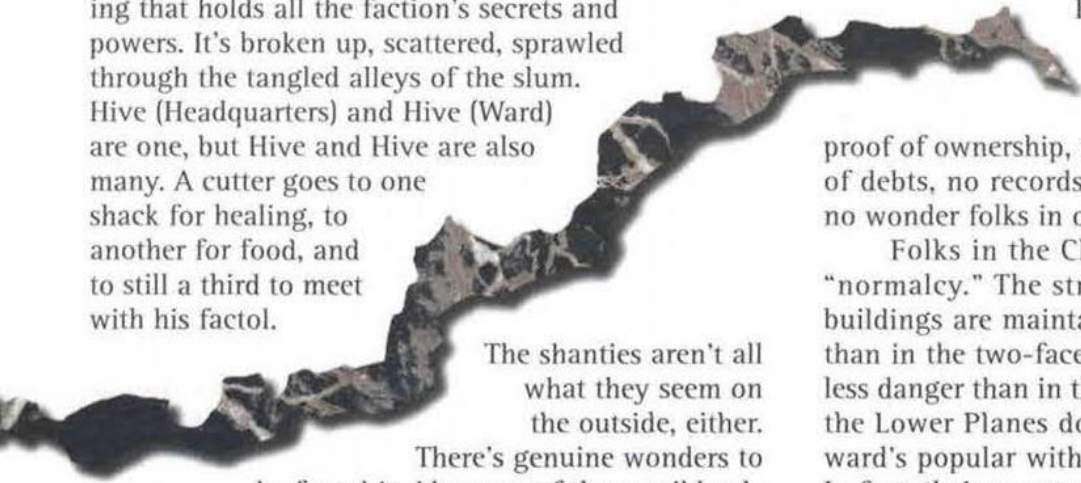 ing that holds all the faction's secrets and
powers. It's broken up, scattered, sprawled
through the tangled alleys of the slum.
Hive (Headquarters) and Hive (Ward)
are one, but Hive and Hive are also
many. A cutter goes to one
shack for healing, to
another for food, and
to still a third to meet
with his factol.
The shanties aren't all
what they seem on
the outside, either.
There's genuine wonders to
proof of ownership,
of debts, no records
no wonder folks in
Folks in the
"normalcy." The
buildings are
than in the
less danger than in
the Lower Planes
ward's popular with